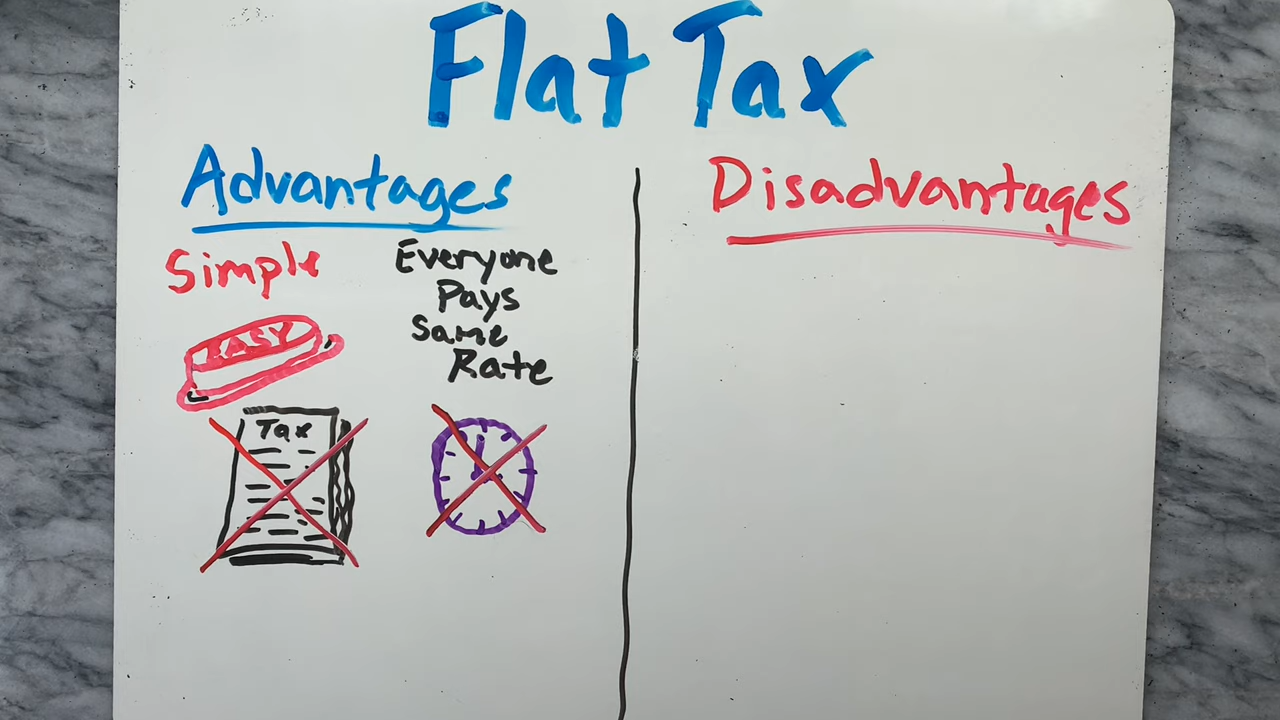 Flat Tax
Advantages
Simple
EASY
Tax
Everyone
Pays
Same
Rate
Disadvantages